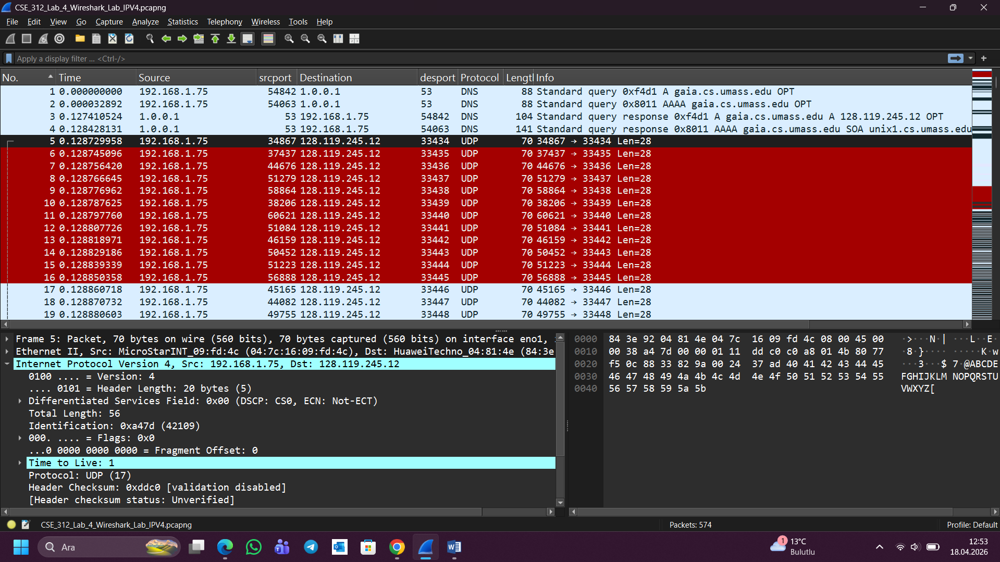 CSE_312_Lab_4_Wireshark_Lab_IPV4.pcapng
File Edit View Go Capture Analyze Statistics Telephony Wireless Tools Help
Apply a display filter ... <Ctrl-/>
No. Time Source srcport Destination desport Protocol Lengtl Info
1 0.000000000 192.168.1.75 54842 1.0.0.1 53 DNS 88 Standard query 0xf4d1 A gaia.cs.umass.edu OPT
2 0.000032892 192.168.1.75 54063 1.0.0.1 53 DNS 88 Standard query 0x8011 AAAA gaia.cs.umass.edu OPT
3 0.127410524 1.0.0.1 53 192.168.1.75 54842 DNS 104 Standard query response 0xf4d1 A gaia.cs.umass.edu A 128.119.245.12 OPT
4 0.128428131 1.0.0.1 53 192.168.1.75 54063 DNS 141 Standard query response 0x8011 AAAA gaia.cs.umass.edu SOA unix1.cs.umass.edu
5 0.128729958 192.168.1.75 34867 128.119.245.12 33434 UDP 70 34867 → 33434 Len=28
6 0.128745096 192.168.1.75 37437 128.119.245.12 33435 UDP 70 37437 → 33435 Len=28
7 0.128756420 192.168.1.75 44676 128.119.245.12 33436 UDP 70 44676 → 33436 Len=28
8 0.128766645 192.168.1.75 51279 128.119.245.12 33437 UDP 70 51279 → 33437 Len=28
9 0.128776962 192.168.1.75 58864 128.119.245.12 33438 UDP 70 58864 → 33438 Len=28
10 0.128787625 192.168.1.75 38206 128.119.245.12 33439 UDP 70 38206 → 33439 Len=28
11 0.128797760 192.168.1.75 60621 128.119.245.12 33440 UDP 70 60621 → 33440 Len=28
12 0.128807726 192.168.1.75 51084 128.119.245.12 33441 UDP 70 51084 → 33441 Len=28
13 0.128818971 192.168.1.75 46159 128.119.245.12 33442 UDP 70 46159 → 33442 Len=28
14 0.128829186 192.168.1.75 50452 128.119.245.12 33443 UDP 70 50452 → 33443 Len=28
15 0.128839339 192.168.1.75 51223 128.119.245.12 33444 UDP 70 51223 → 33444 Len=28
16 0.128850358 192.168.1.75 56888 128.119.245.12 33445 UDP 70 56888 → 33445 Len=28
17 0.128860718 192.168.1.75 45165 128.119.245.12 33446 UDP 70 45165 → 33446 Len=28
18 0.128870732 192.168.1.75 44082 128.119.245.12 33447 UDP 70 44082 → 33447 Len=28
19 0.128880603 192.168.1.75 49755 128.119.245.12 33448 UDP 70 49755 → 33448 Len=28
Frame 5: Packet, 70 bytes on wire (560 bits), 70 bytes captured (560 bits) on interface eno1,
Ethernet II, Src: MicroStarINT_09:fd:4c (04:7c:16:09:fd:4c), Dst: HuaweiTechno_04:81:4e (84:3e
Internet Protocol Version 4, Src: 192.168.1.75, Dst: 128.119.245.12
0100 .... = Version: 4
.... 0101 = Header Length: 20 bytes (5)
Differentiated Services Field: 0x00 (DSCP: CS0, ECN: Not-ECT)
Total Length: 56
Identification: 0xa47d (42109)
000. .... = Flags: 0x0
...0 0000 0000 0000 = Fragment Offset: 0
Time to Live: 1
Protocol: UDP (17)
Header Checksum: 0xddc0 [validation disabled]
[Header checksum status: Unverified]
0000 84 3e 92 04 81 4e 04 7c 16 09 fd 4c 08 00 45 00 ·>···N·| ···L··E·
0010 00 38 a4 7d 00 00 01 11 dd c0 c0 a8 01 4b 80 77 ·8·}···· ·····K·w
0020 f5 0c 88 33 82 9a 00 24 37 ad 40 41 42 43 44 45 ···3···$ 7·@ABCDE
0030 46 47 48 49 4a 4b 4c 4d 4e 4f 50 51 52 53 54 55 FGHIJKLM NOPQRSTU
0040 56 57 58 59 5a 5b VWXYZ[
CSE_312_Lab_4_Wireshark_Lab_IPV4.pcapng Packets: 574 Profile: Default
Ara
1 13°C
Bulutlu
12:53
18.04.2026